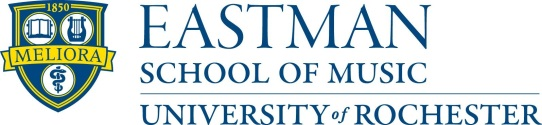 1850
MELIORA
EASTMAN
SCHOOL OF MUSIC
UNIVERSITY of ROCHESTER